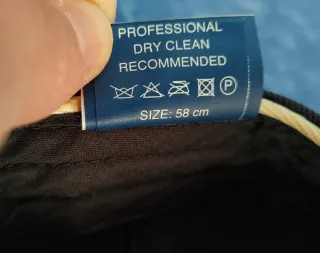 PROFESSIONAL
DRY CLEAN
RECOMMENDED
P
SIZE: 58 cm